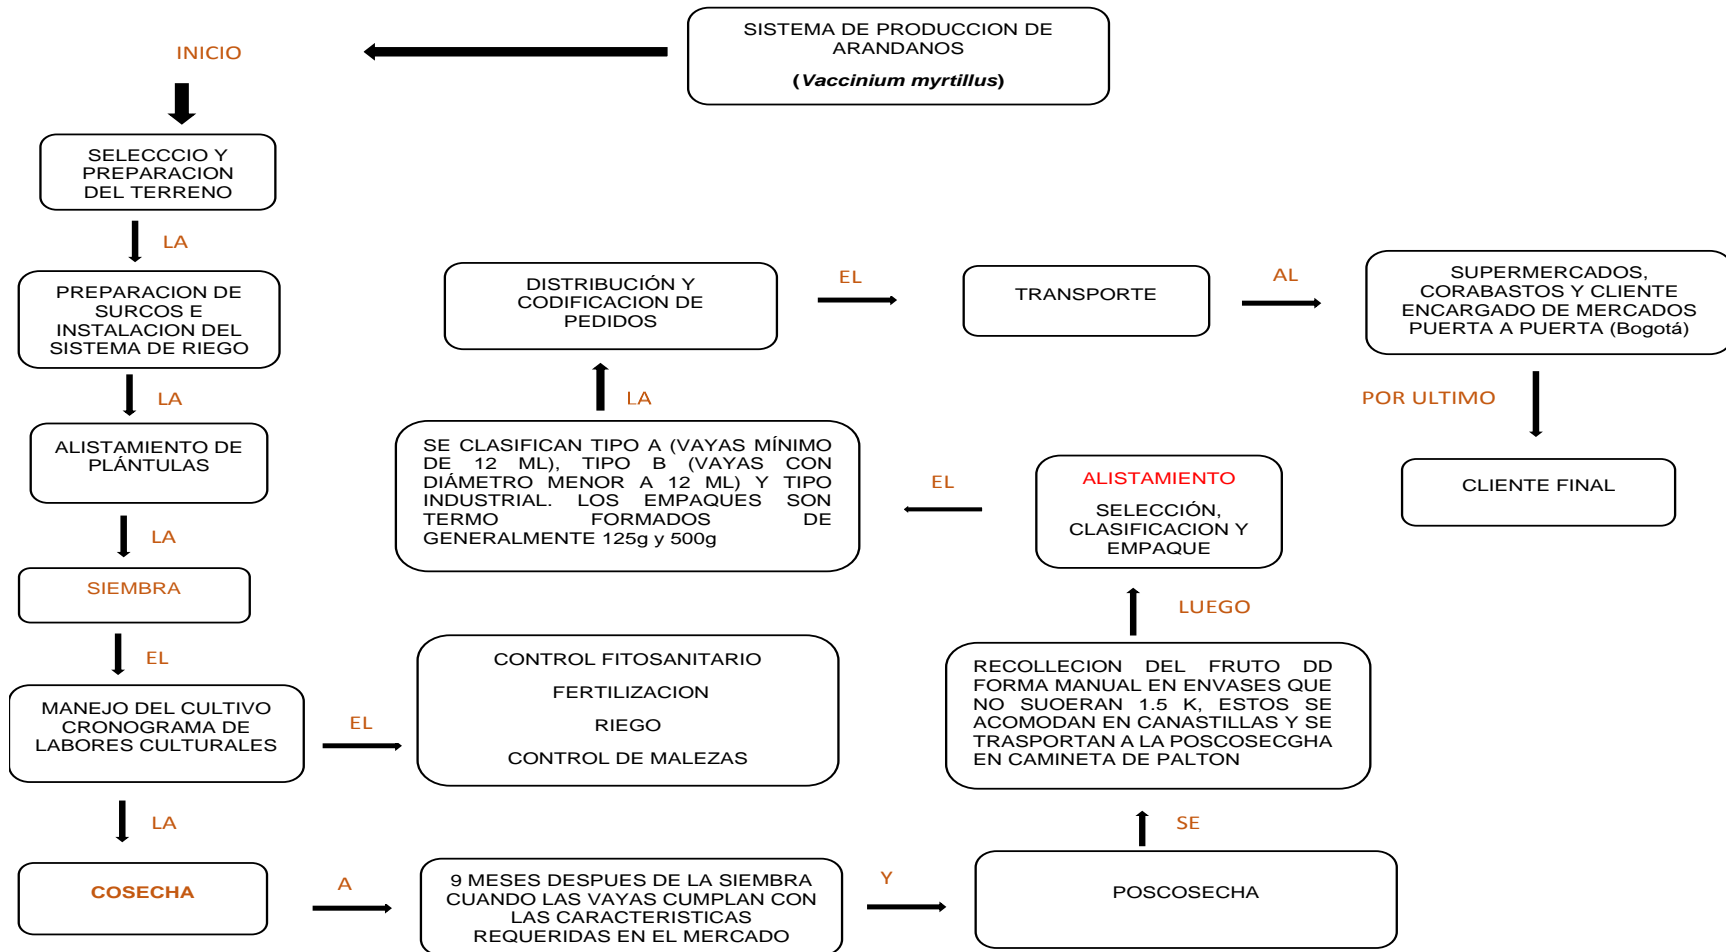 SISTEMA DE PRODUCCION DE
ARANDANOS
(Vaccinium myrtillus)
INICIO
SELECCCIO Y
PREPARACION
DEL TERRENO
LA
PREPARACION DE
SURCOS E
INSTALACION DEL
SISTEMA DE RIEGO
LA
ALISTAMIENTO DE
PLÁNTULAS
LA
SIEMBRA
EL
MANEJO DEL CULTIVO
CRONOGRAMA DE
LABORES CULTURALES
EL
CONTROL FITOSANITARIO
FERTILIZACION
RIEGO
CONTROL DE MALEZAS
LA
COSECHA
A
9 MESES DESPUES DE LA SIEMBRA
CUANDO LAS VAYAS CUMPLAN CON
LAS CARACTERISTICAS
REQUERIDAS EN EL MERCADO
Y
POSCOSECHA
SE
RECOLLECION DEL FRUTO DD
FORMA MANUAL EN ENVASES QUE
NO SUOERAN 1.5 K, ESTOS SE
ACOMODAN EN CANASTILLAS Y SE
TRASPORTAN A LA POSCOSECGHA
EN CAMINETA DE PALTON
LUEGO
ALISTAMIENTO
SELECCIÓN,
CLASIFICACION Y
EMPAQUE
EL
SE CLASIFICAN TIPO A (VAYAS MÍNIMO
DE 12 ML), TIPO B (VAYAS CON
DIÁMETRO MENOR A 12 ML) Y TIPO
INDUSTRIAL. LOS EMPAQUES SON
TERMO FORMADOS DE
GENERALMENTE 125g y 500g
LA
DISTRIBUCIÓN Y
CODIFICACION DE
PEDIDOS
EL
TRANSPORTE
AL
SUPERMERCADOS,
CORABASTOS Y CLIENTE
ENCARGADO DE MERCADOS
PUERTA A PUERTA (Bogotá)
POR ULTIMO
CLIENTE FINAL